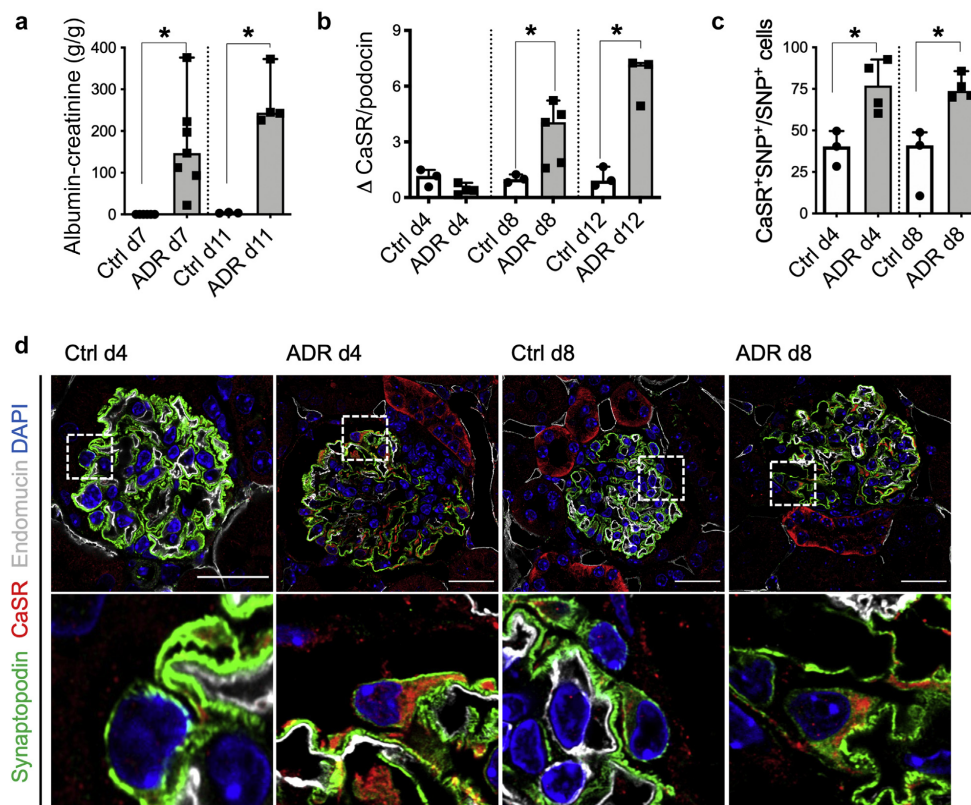 a
Albumin-creatinine (g/g)
400
300
200
100
0
*
*
Ctrl d7
ADR d7
Ctrl d11
ADR d11
b
Δ CaSR/podocin
9
6
3
0
*
*
Ctrl d4
ADR d4
Ctrl d8
ADR d8
Ctrl d12
ADR d12
c
CaSR⁺SNP⁺/SNP⁺ cells
100
75
50
25
0
*
*
Ctrl d4
ADR d4
Ctrl d8
ADR d8
d
Ctrl d4
ADR d4
Ctrl d8
ADR d8
Synaptopodin CaSR Endomucin DAPI